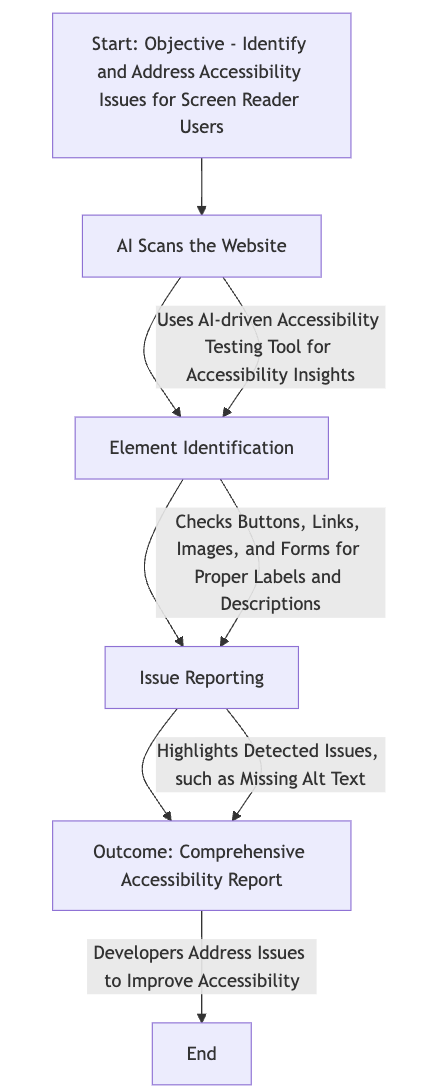 Start: Objective - Identify
and Address Accessibility
Issues for Screen Reader
Users
AI Scans the Website
Uses AI-driven Accessibility
Testing Tool for
Accessibility Insights
Element Identification
Checks Buttons, Links,
Images, and Forms for
Proper Labels and
Descriptions
Issue Reporting
Highlights Detected Issues,
such as Missing Alt Text
Outcome: Comprehensive
Accessibility Report
Developers Address Issues
to Improve Accessibility
End